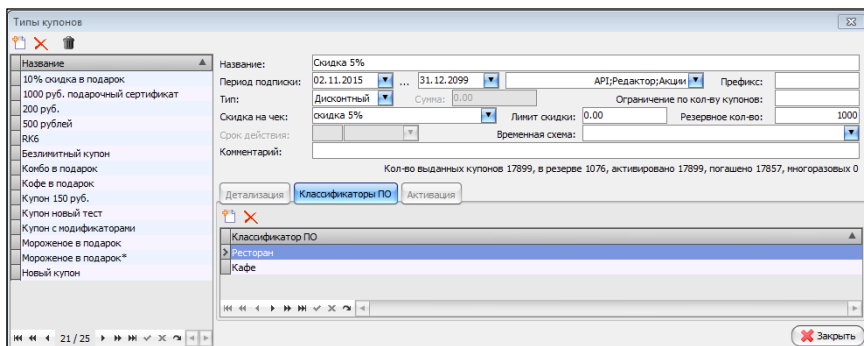 Типы купонов
Название
10% скидка в подарок
1000 руб. подарочный сертификат
200 руб.
500 рублей
RK6
Безлимитный купон
Комбо в подарок
Кофе в подарок
Купон 150 руб.
Купон новый тест
Купон с модификаторами
Мороженое в подарок
Мороженое в подарок*
Новый купон
21 / 25
Название: Скидка 5%
Период подписки: 02.11.2015 ... 31.12.2099 API;Редактор;Акции Префикс:
Тип: Дисконтный Сумма: 0.00 Ограничение по кол-ву купонов:
Скидка на чек: скидка 5% Лимит скидки: 0.00 Резервное кол-во: 1000
Срок действия: Временная схема:
Комментарий:
Кол-во выданных купонов 17899, в резерве 1076, активировано 17899, погашено 17857, многоразовых 0
Детализация Классификаторы ПО Активация
Классификатор ПО
Ресторан
Кафе
Закрыть